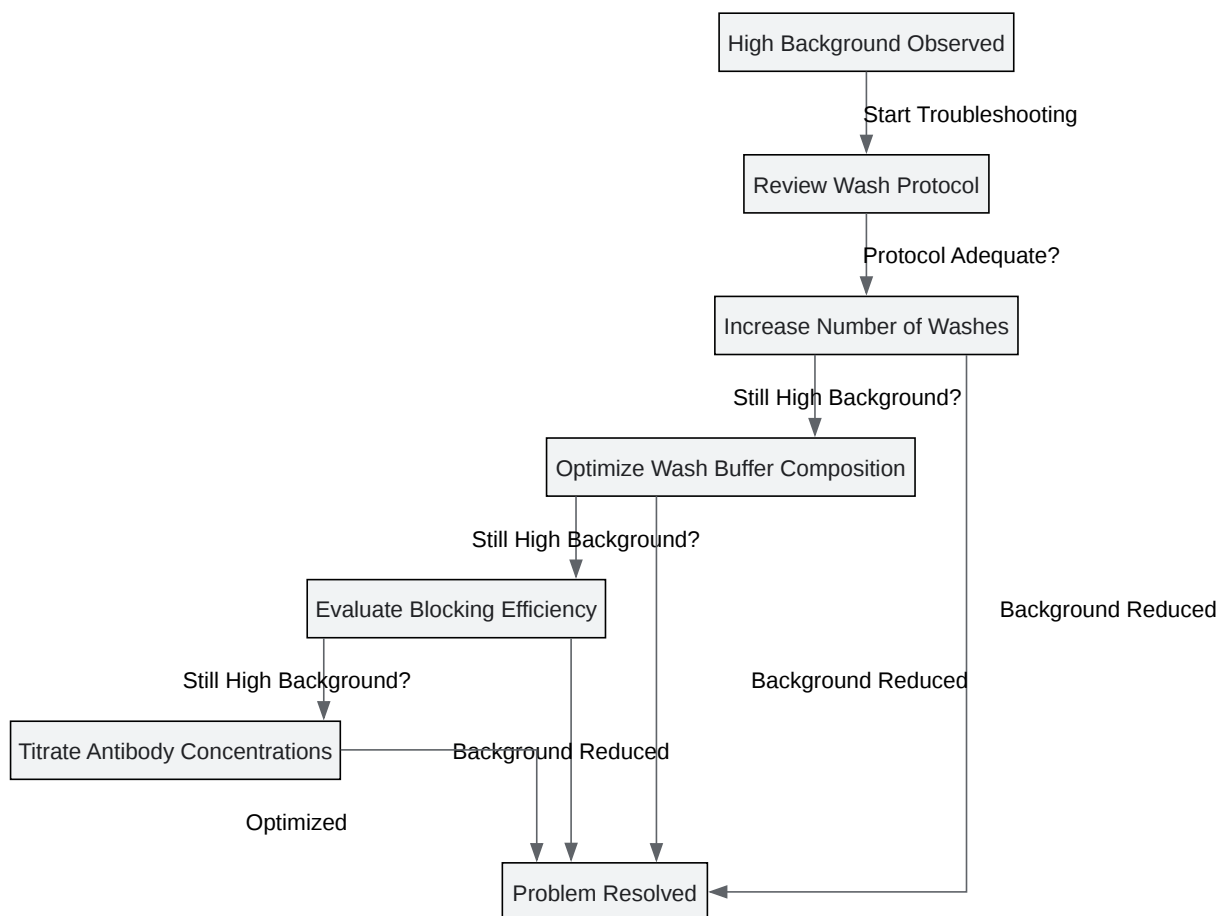 High Background Observed
Start Troubleshooting
Review Wash Protocol
Protocol Adequate?
Increase Number of Washes
Still High Background?
Optimize Wash Buffer Composition
Still High Background?
Evaluate Blocking Efficiency
Background Reduced
Still High Background?
Background Reduced
Titrate Antibody Concentrations
Background Reduced
Optimized
Problem Resolved